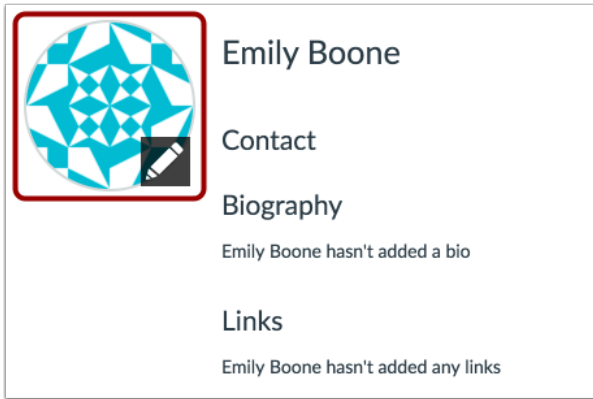 Emily Boone
Contact
Biography
Emily Boone hasn't added a bio
Links
Emily Boone hasn't added any links